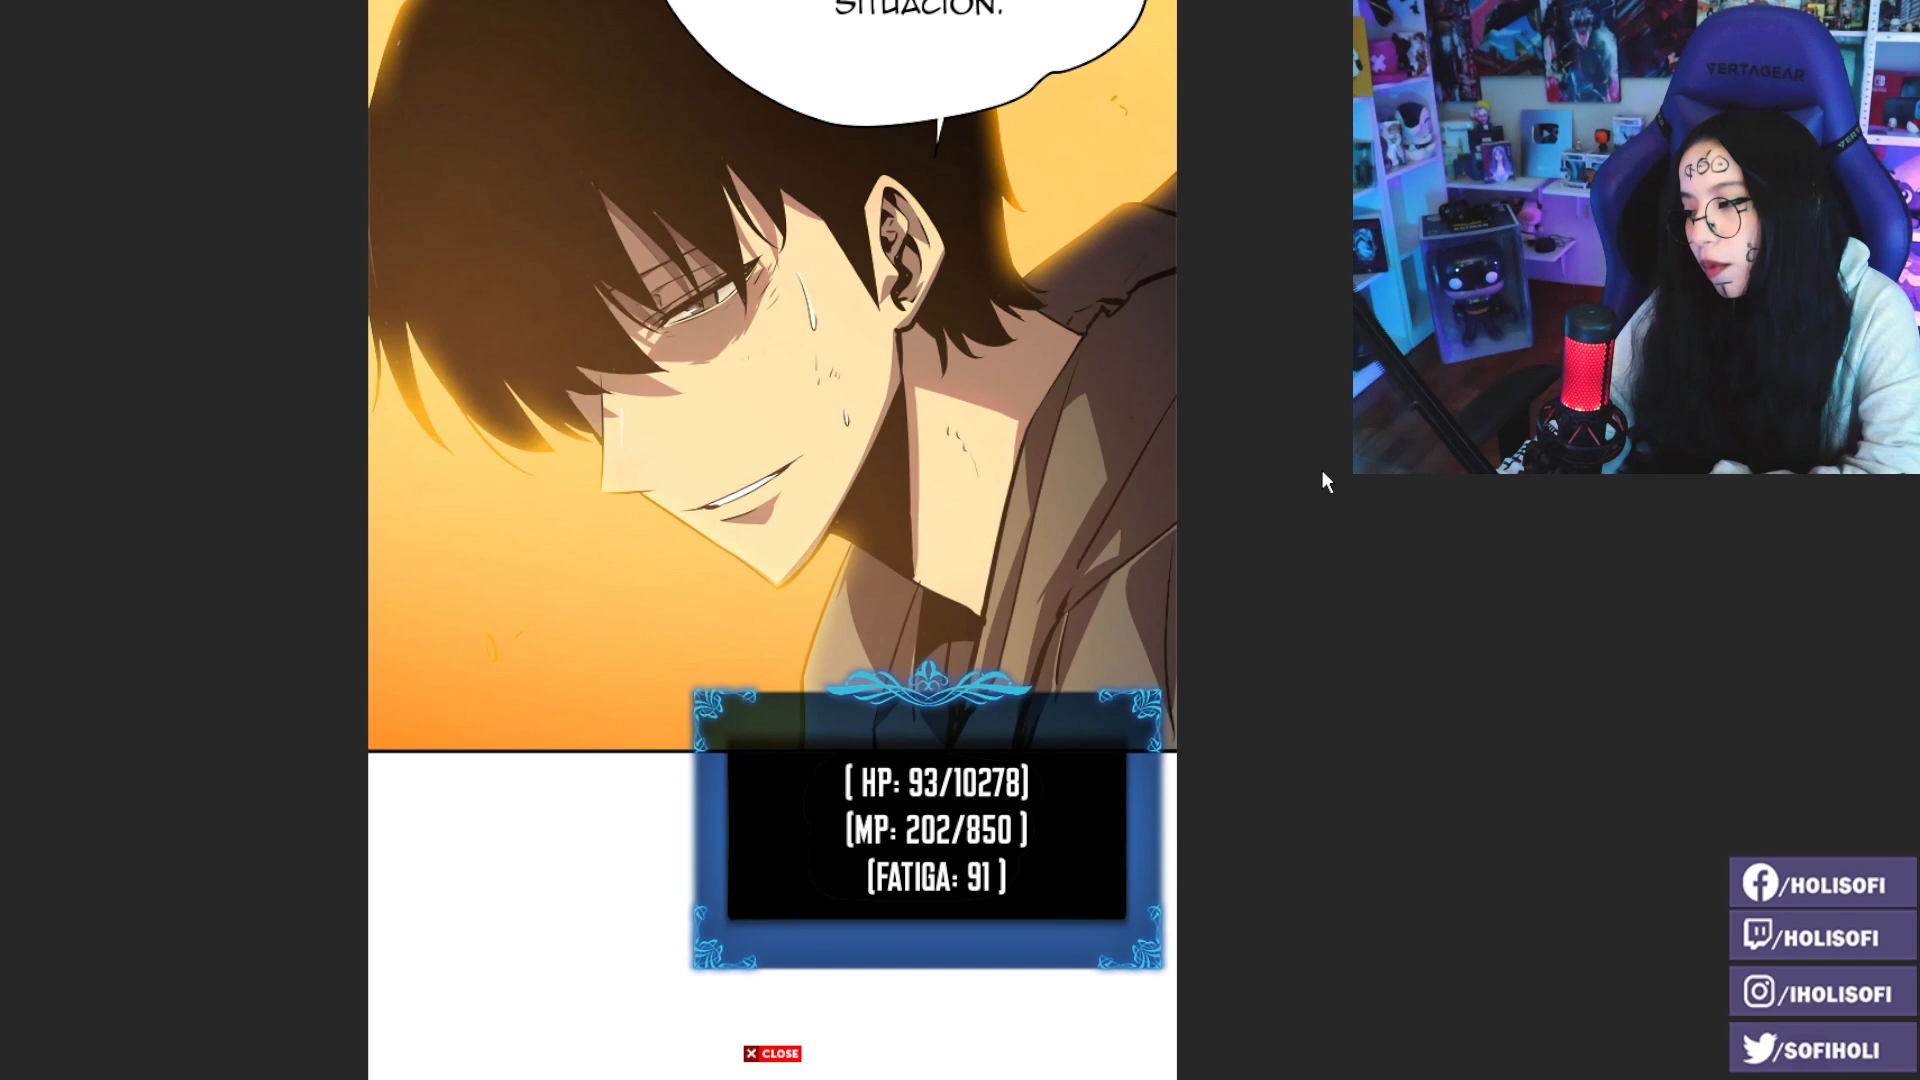 SITUACIÓN.
VERTAGEAR
[ HP: 93/10278]
[MP: 202/850 ]
[FATIGA: 91 ]
CLOSE
/HOLISOFI
/HOLISOFI
/IHOLISOFI
/SOFIHOLI